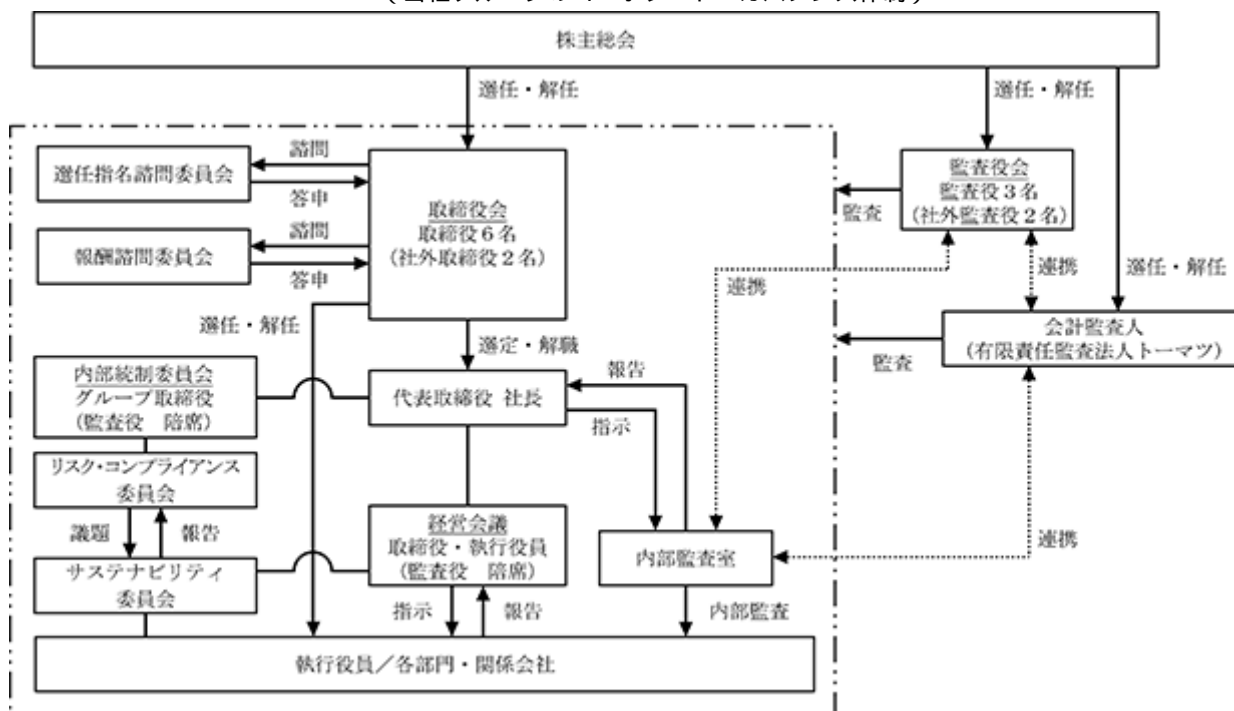 株主総会
選任・解任
選任・解任
選任・解任
選任指名諮問委員会
諮問
答申
報酬諮問委員会
諮問
答申
取締役会
取締役6名
(社外取締役2名)
監査役会
監査役3名
(社外監査役2名)
監査
連携
連携
会計監査人
(有限責任監査法人トーマツ)
監査
選任・解任
選定・解職
内部統制委員会
グループ取締役
(監査役 陪席)
代表取締役 社長
報告
指示
リスク・コンプライアンス
委員会
議題
報告
サステナビリティ
委員会
経営会議
取締役・執行役員
(監査役 陪席)
指示
報告
内部監査室
連携
内部監査
執行役員/各部門・関係会社